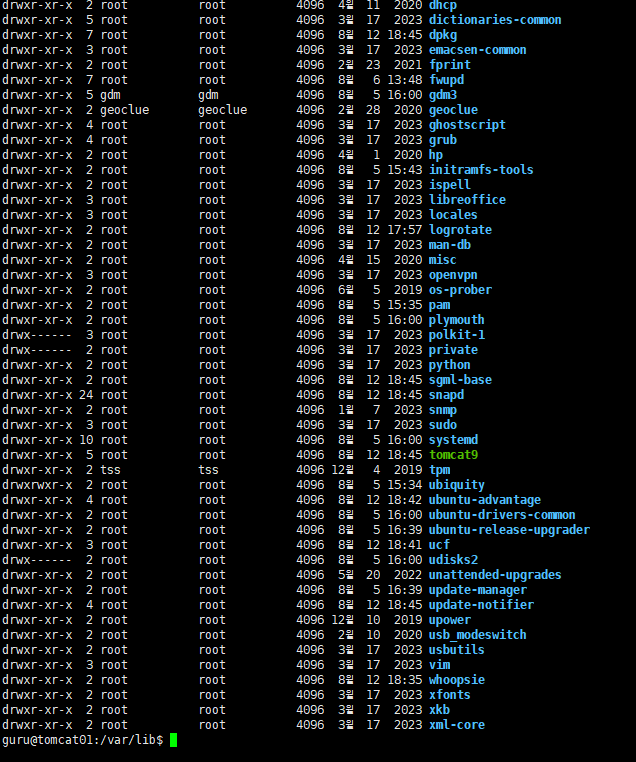 drwxr-xr-x  2 root           root           4096  4월  11  2020 dhcp
drwxr-xr-x  5 root           root           4096  3월  17  2023 dictionaries-common
drwxr-xr-x  7 root           root           4096  8월  12 18:45 dpkg
drwxr-xr-x  3 root           root           4096  3월  17  2023 emacsen-common
drwxr-xr-x  2 root           root           4096  2월  23  2021 fprint
drwxr-xr-x  7 root           root           4096  8월   6 13:48 fwupd
drwxr-xr-x  5 gdm            gdm            4096  8월   5 16:00 gdm3
drwxr-xr-x  2 geoclue        geoclue        4096  2월  28  2020 geoclue
drwxr-xr-x  4 root           root           4096  3월  17  2023 ghostscript
drwxr-xr-x  4 root           root           4096  3월  17  2023 grub
drwxr-xr-x  2 root           root           4096  4월   1  2020 hp
drwxr-xr-x  2 root           root           4096  8월   5 15:43 initramfs-tools
drwxr-xr-x  2 root           root           4096  3월  17  2023 ispell
drwxr-xr-x  3 root           root           4096  3월  17  2023 libreoffice
drwxr-xr-x  3 root           root           4096  3월  17  2023 locales
drwxr-xr-x  2 root           root           4096  8월  12 17:57 logrotate
drwxr-xr-x  2 root           root           4096  3월  17  2023 man-db
drwxr-xr-x  2 root           root           4096  4월  15  2020 misc
drwxr-xr-x  3 root           root           4096  3월  17  2023 openvpn
drwxr-xr-x  2 root           root           4096  6월   5  2019 os-prober
drwxr-xr-x  2 root           root           4096  8월   5 15:35 pam
drwxr-xr-x  2 root           root           4096  8월   5 16:00 plymouth
drwx------  3 root           root           4096  3월  17  2023 polkit-1
drwx------  2 root           root           4096  3월  17  2023 private
drwxr-xr-x  2 root           root           4096  3월  17  2023 python
drwxr-xr-x  2 root           root           4096  8월  12 18:45 sgml-base
drwxr-xr-x 24 root           root           4096  8월  12 18:45 snapd
drwxr-xr-x  2 root           root           4096  1월   7  2023 snmp
drwxr-xr-x  3 root           root           4096  3월  17  2023 sudo
drwxr-xr-x 10 root           root           4096  8월   5 16:00 systemd
drwxr-xr-x  5 root           root           4096  8월  12 18:45 tomcat9
drwxr-xr-x  2 tss            tss            4096 12월   4  2019 tpm
drwxrwxr-x  2 root           root           4096  8월   5 15:34 ubiquity
drwxr-xr-x  4 root           root           4096  8월  12 18:42 ubuntu-advantage
drwxr-xr-x  2 root           root           4096  8월   5 16:00 ubuntu-drivers-common
drwxr-xr-x  2 root           root           4096  8월   5 16:39 ubuntu-release-upgrader
drwxr-xr-x  3 root           root           4096  8월  12 18:41 ucf
drwx------  2 root           root           4096  8월   5 16:00 udisks2
drwxr-xr-x  2 root           root           4096  5월  20  2022 unattended-upgrades
drwxr-xr-x  2 root           root           4096  8월   5 16:39 update-manager
drwxr-xr-x  4 root           root           4096  8월  12 18:45 update-notifier
drwxr-xr-x  2 root           root           4096 12월  10  2019 upower
drwxr-xr-x  2 root           root           4096  2월  10  2020 usb_modeswitch
drwxr-xr-x  2 root           root           4096  3월  17  2023 usbutils
drwxr-xr-x  3 root           root           4096  3월  17  2023 vim
drwxr-xr-x  2 root           root           4096  8월  12 18:35 whoopsie
drwxr-xr-x  2 root           root           4096  3월  17  2023 xfonts
drwxr-xr-x  2 root           root           4096  3월  17  2023 xkb
drwxr-xr-x  2 root           root           4096  3월  17  2023 xml-core
guru@tomcat01:/var/lib$